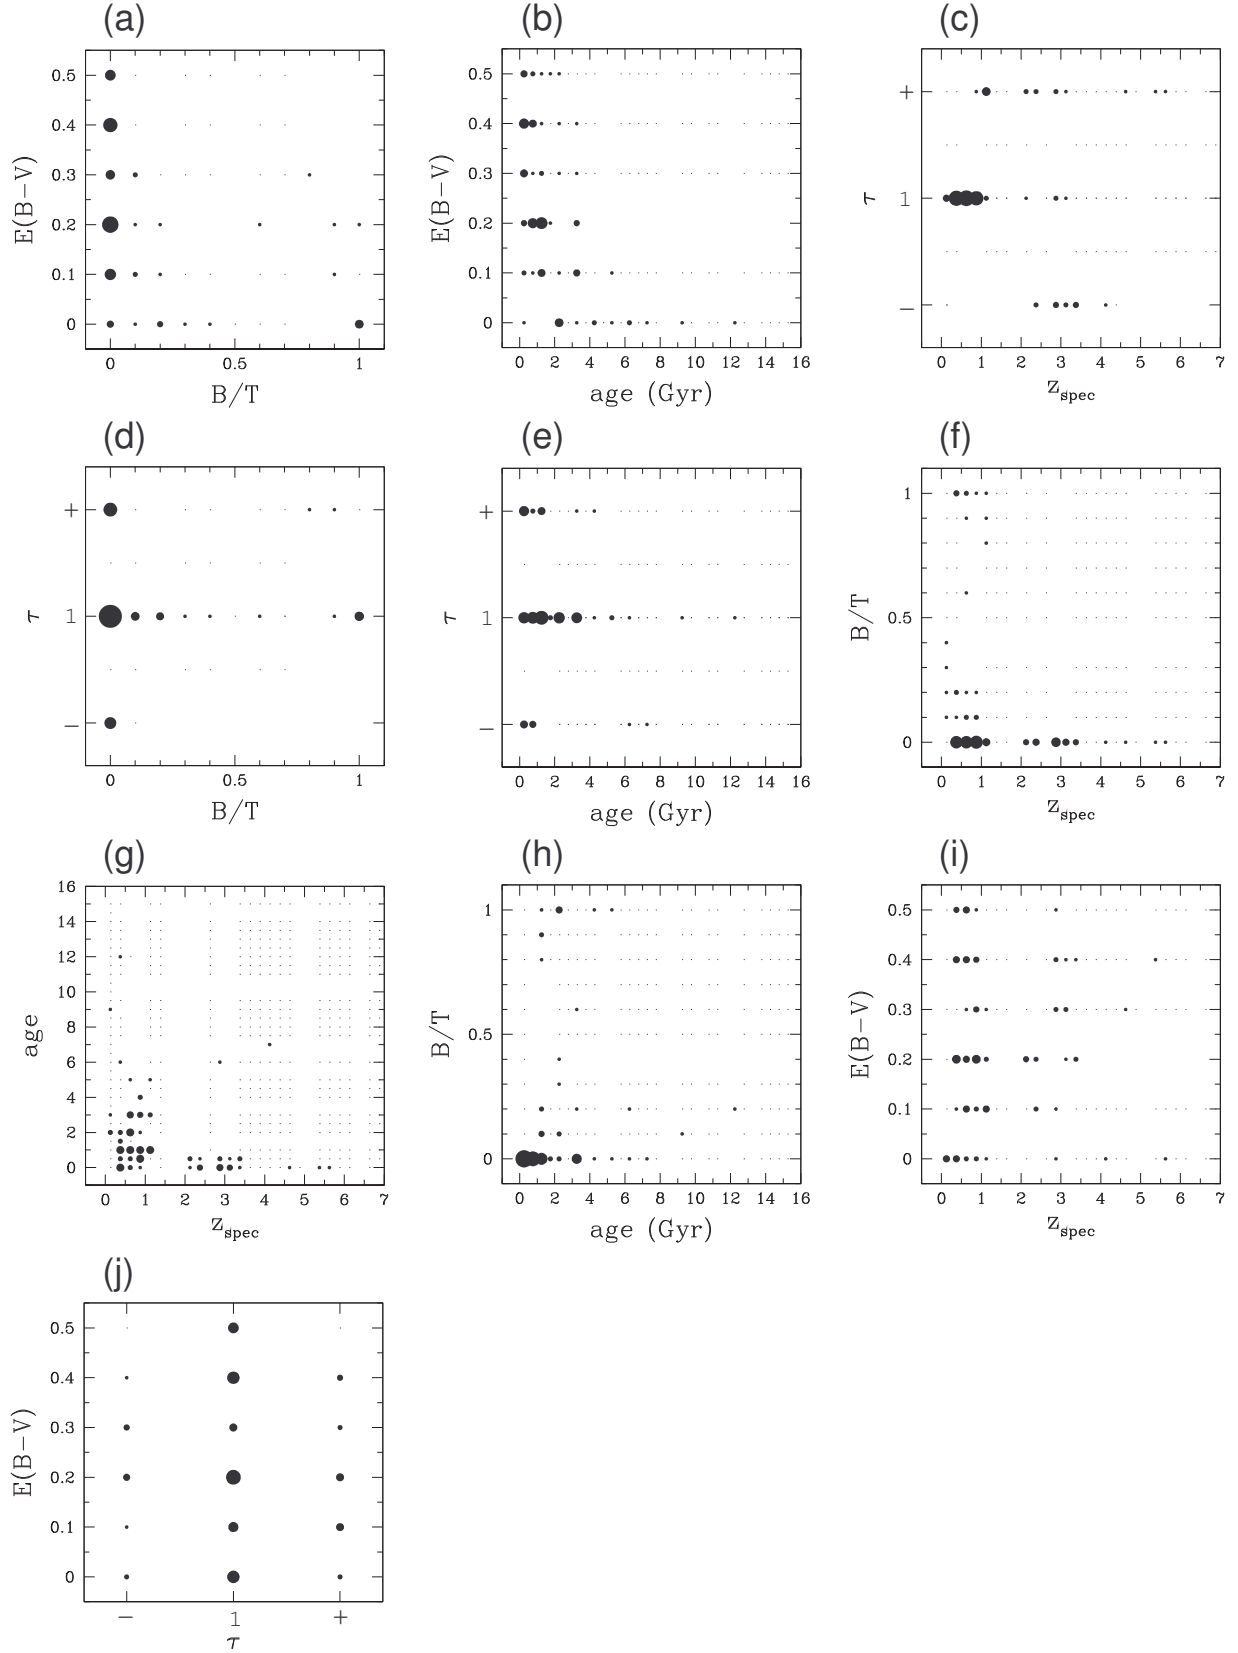 (a) (b) (c)
0.5 0.4 0.3 0.2 0.1 0
E(B−V)
0 0.5 1
B/T
0.5 0.4 0.3 0.2 0.1 0
E(B−V)
0 2 4 6 8 10 12 14 16
age (Gyr)
+ 1 −
τ
0 1 2 3 4 5 6 7
z_spec
(d) (e) (f)
+ 1 −
τ
0 0.5 1
B/T
+ 1 −
τ
0 2 4 6 8 10 12 14 16
age (Gyr)
1 0.5 0
B/T
0 1 2 3 4 5 6 7
z_spec
(g) (h) (i)
16 14 12 10 8 6 4 2 0
age
0 1 2 3 4 5 6 7
z_spec
1 0.5 0
B/T
0 2 4 6 8 10 12 14 16
age (Gyr)
0.5 0.4 0.3 0.2 0.1 0
E(B−V)
0 1 2 3 4 5 6 7
z_spec
(j)
0.5 0.4 0.3 0.2 0.1 0
E(B−V)
− 1 +
τ